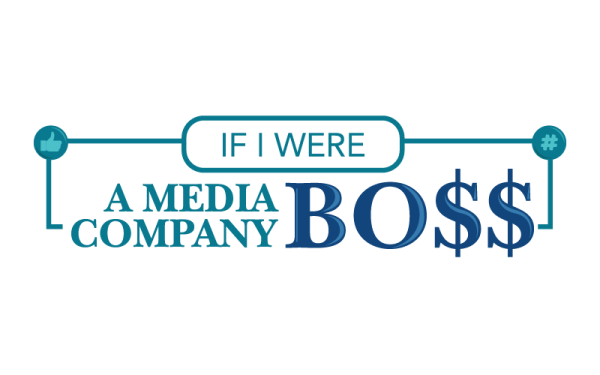 IF I WERE
A MEDIA
COMPANY
BO$$
#